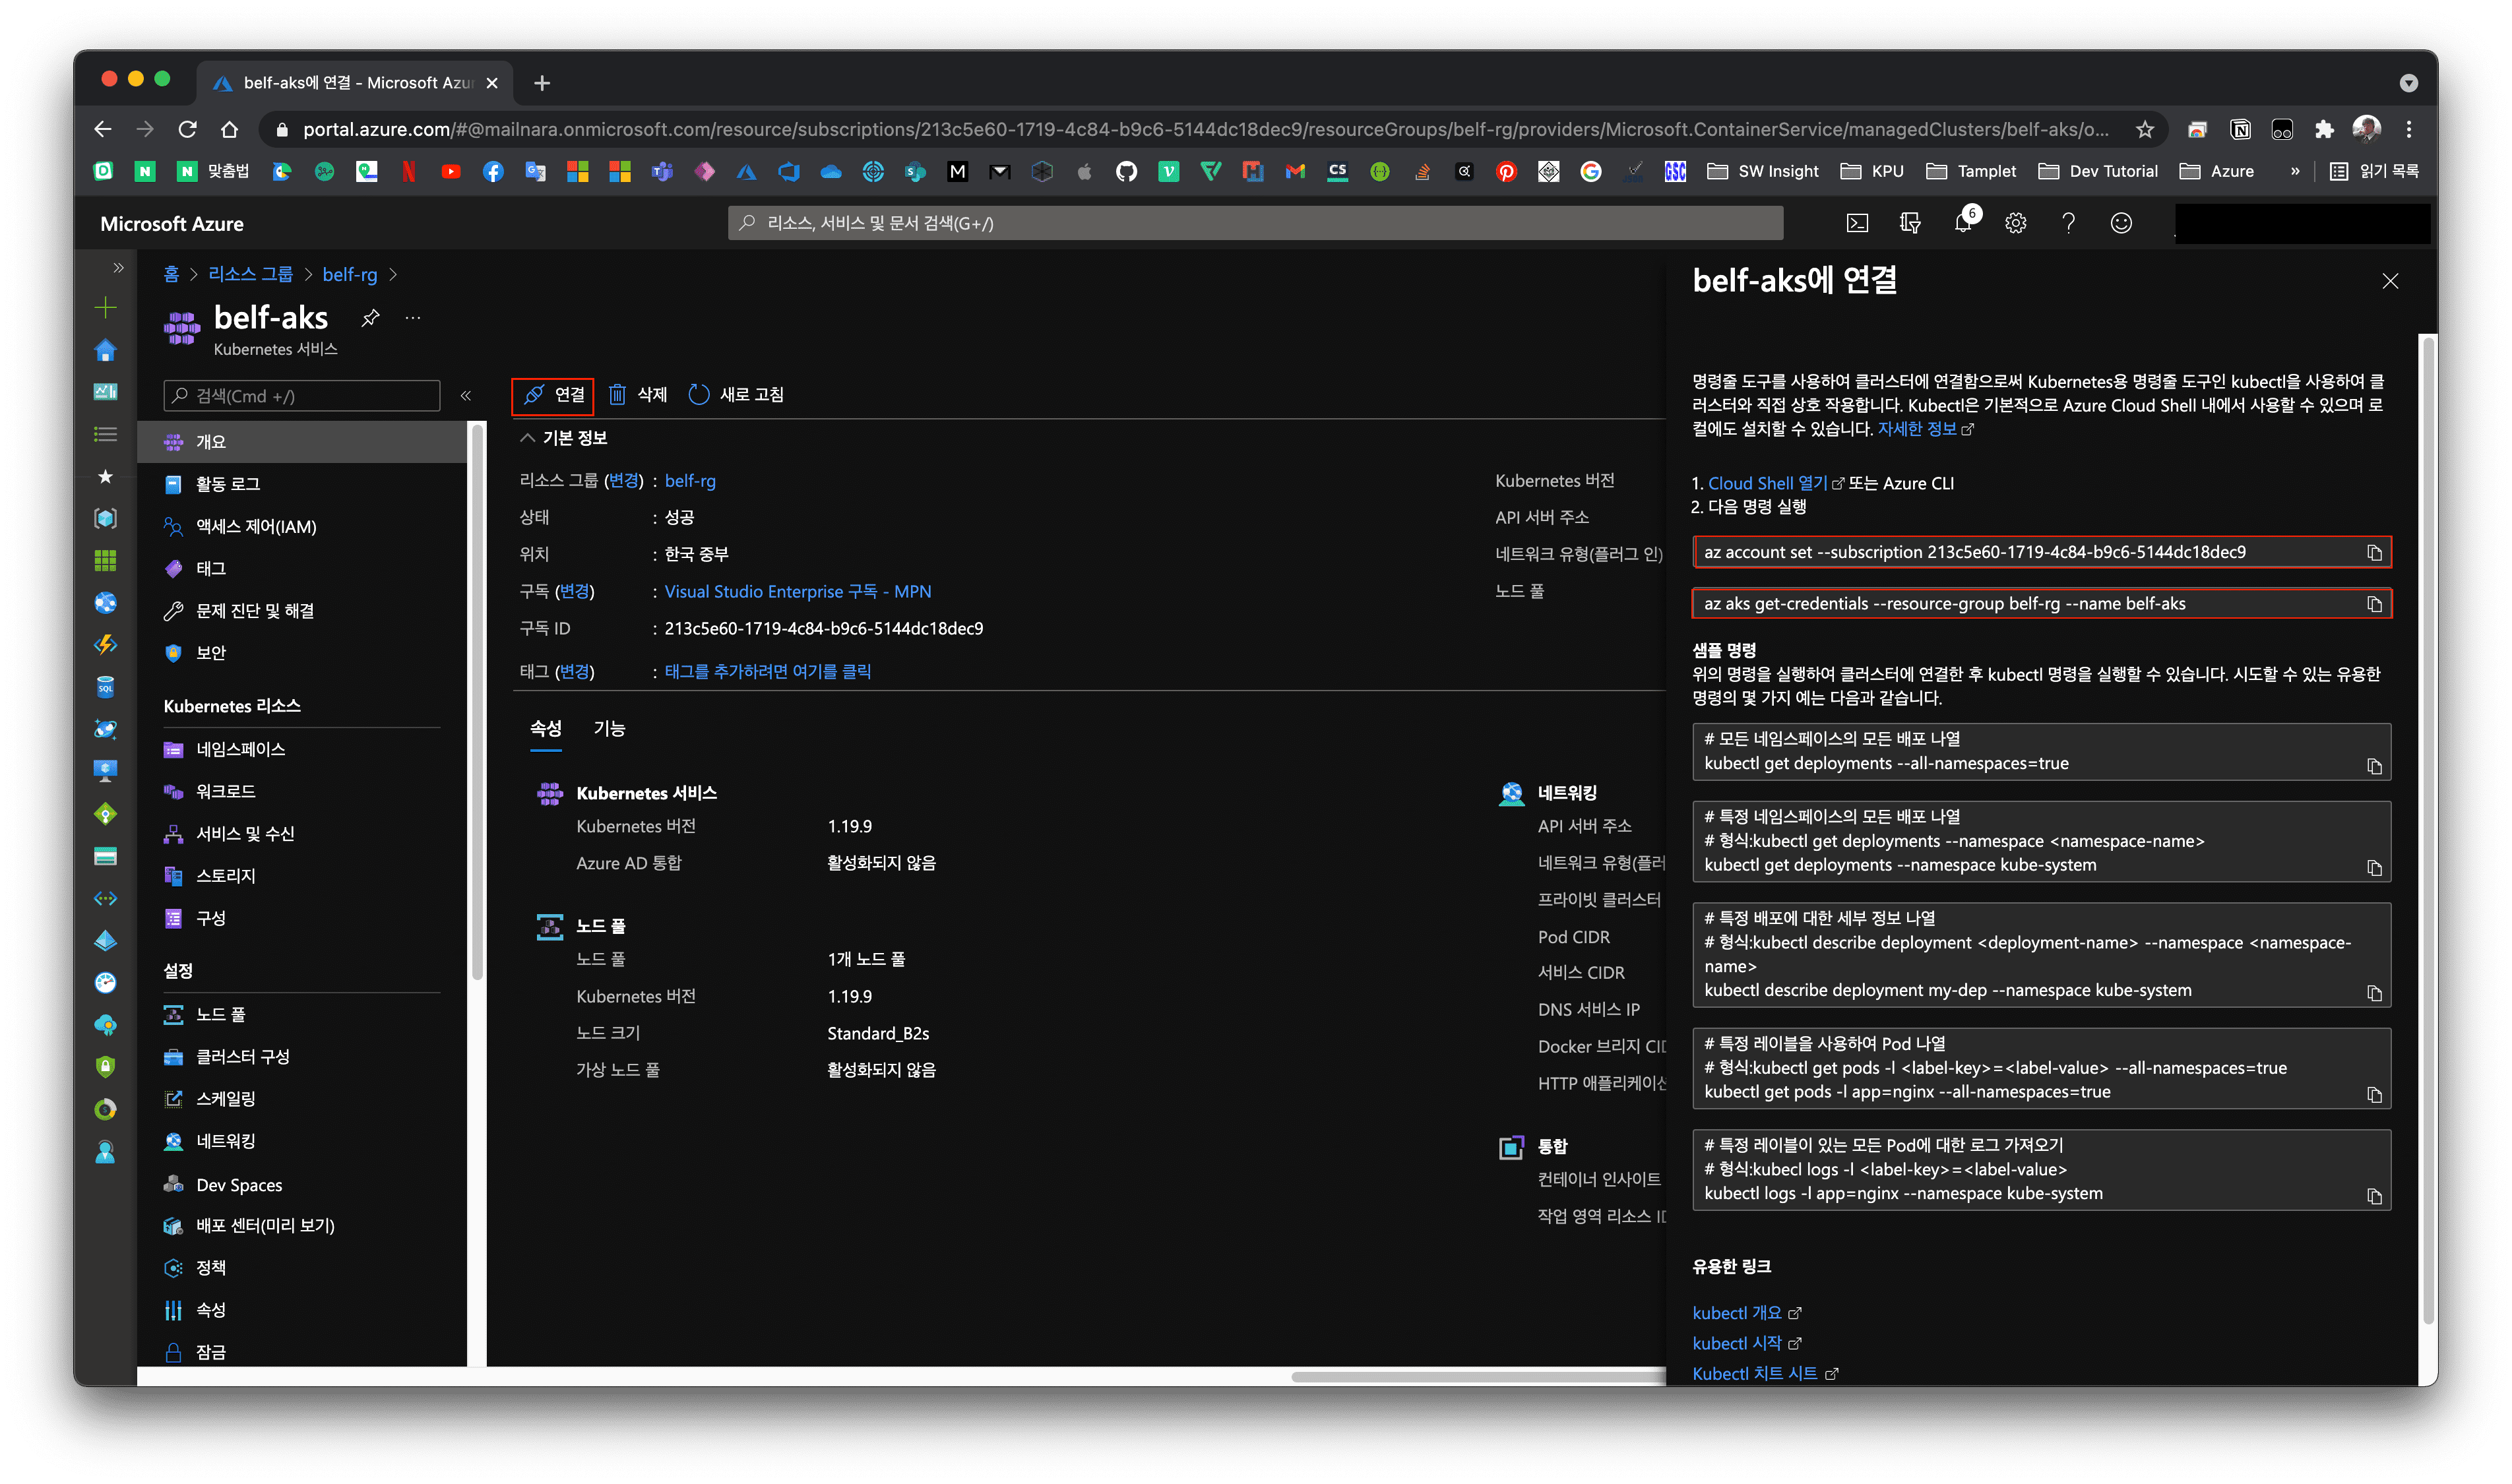 belf-aks에 연결 - Microsoft Azu
portal.azure.com/#@mailnara.onmicrosoft.com/resource/subscriptions/213c5e60-1719-4c84-b9c6-5144dc18dec9/resourceGroups/belf-rg/providers/Microsoft.ContainerService/managedClusters/belf-aks/o...
맞춤법
SW Insight
KPU
Tamplet
Dev Tutorial
Azure
»
읽기 목록
Microsoft Azure
리소스, 서비스 및 문서 검색(G+/)
6
홈 > 리소스 그룹 > belf-rg >
belf-aks
Kubernetes 서비스
검색(Cmd +/)
개요
활동 로그
액세스 제어(IAM)
태그
문제 진단 및 해결
보안
Kubernetes 리소스
네임스페이스
워크로드
서비스 및 수신
스토리지
구성
설정
노드 풀
클러스터 구성
스케일링
네트워킹
Dev Spaces
배포 센터(미리 보기)
정책
속성
잠금
연결
삭제
새로 고침
기본 정보
리소스 그룹 (변경) : belf-rg
상태 : 성공
위치 : 한국 중부
구독 (변경) : Visual Studio Enterprise 구독 - MPN
구독 ID : 213c5e60-1719-4c84-b9c6-5144dc18dec9
태그 (변경) : 태그를 추가하려면 여기를 클릭
Kubernetes 버전
API 서버 주소
네트워크 유형(플러그 인)
노드 풀
속성
기능
Kubernetes 서비스
Kubernetes 버전 1.19.9
Azure AD 통합 활성화되지 않음
노드 풀
노드 풀 1개 노드 풀
Kubernetes 버전 1.19.9
노드 크기 Standard_B2s
가상 노드 풀 활성화되지 않음
네트워킹
API 서버 주소
네트워크 유형(플러
프라이빗 클러스터
Pod CIDR
서비스 CIDR
DNS 서비스 IP
Docker 브리지 CID
HTTP 애플리케이션
통합
컨테이너 인사이트
작업 영역 리소스 ID
belf-aks에 연결
명령줄 도구를 사용하여 클러스터에 연결함으로써 Kubernetes용 명령줄 도구인 kubectl을 사용하여 클
러스터와 직접 상호 작용합니다. Kubectl은 기본적으로 Azure Cloud Shell 내에서 사용할 수 있으며 로
컬에도 설치할 수 있습니다. 자세한 정보
1. Cloud Shell 열기 또는 Azure CLI
2. 다음 명령 실행
az account set --subscription 213c5e60-1719-4c84-b9c6-5144dc18dec9
az aks get-credentials --resource-group belf-rg --name belf-aks
샘플 명령
위의 명령을 실행하여 클러스터에 연결한 후 kubectl 명령을 실행할 수 있습니다. 시도할 수 있는 유용한
명령의 몇 가지 예는 다음과 같습니다.
# 모든 네임스페이스의 모든 배포 나열
kubectl get deployments --all-namespaces=true
# 특정 네임스페이스의 모든 배포 나열
# 형식:kubectl get deployments --namespace <namespace-name>
kubectl get deployments --namespace kube-system
# 특정 배포에 대한 세부 정보 나열
# 형식:kubectl describe deployment <deployment-name> --namespace <namespace-
name>
kubectl describe deployment my-dep --namespace kube-system
# 특정 레이블을 사용하여 Pod 나열
# 형식:kubectl get pods -l <label-key>=<label-value> --all-namespaces=true
kubectl get pods -l app=nginx --all-namespaces=true
# 특정 레이블이 있는 모든 Pod에 대한 로그 가져오기
# 형식:kubecl logs -l <label-key>=<label-value>
kubectl logs -l app=nginx --namespace kube-system
유용한 링크
kubectl 개요
kubectl 시작
Kubectl 치트 시트